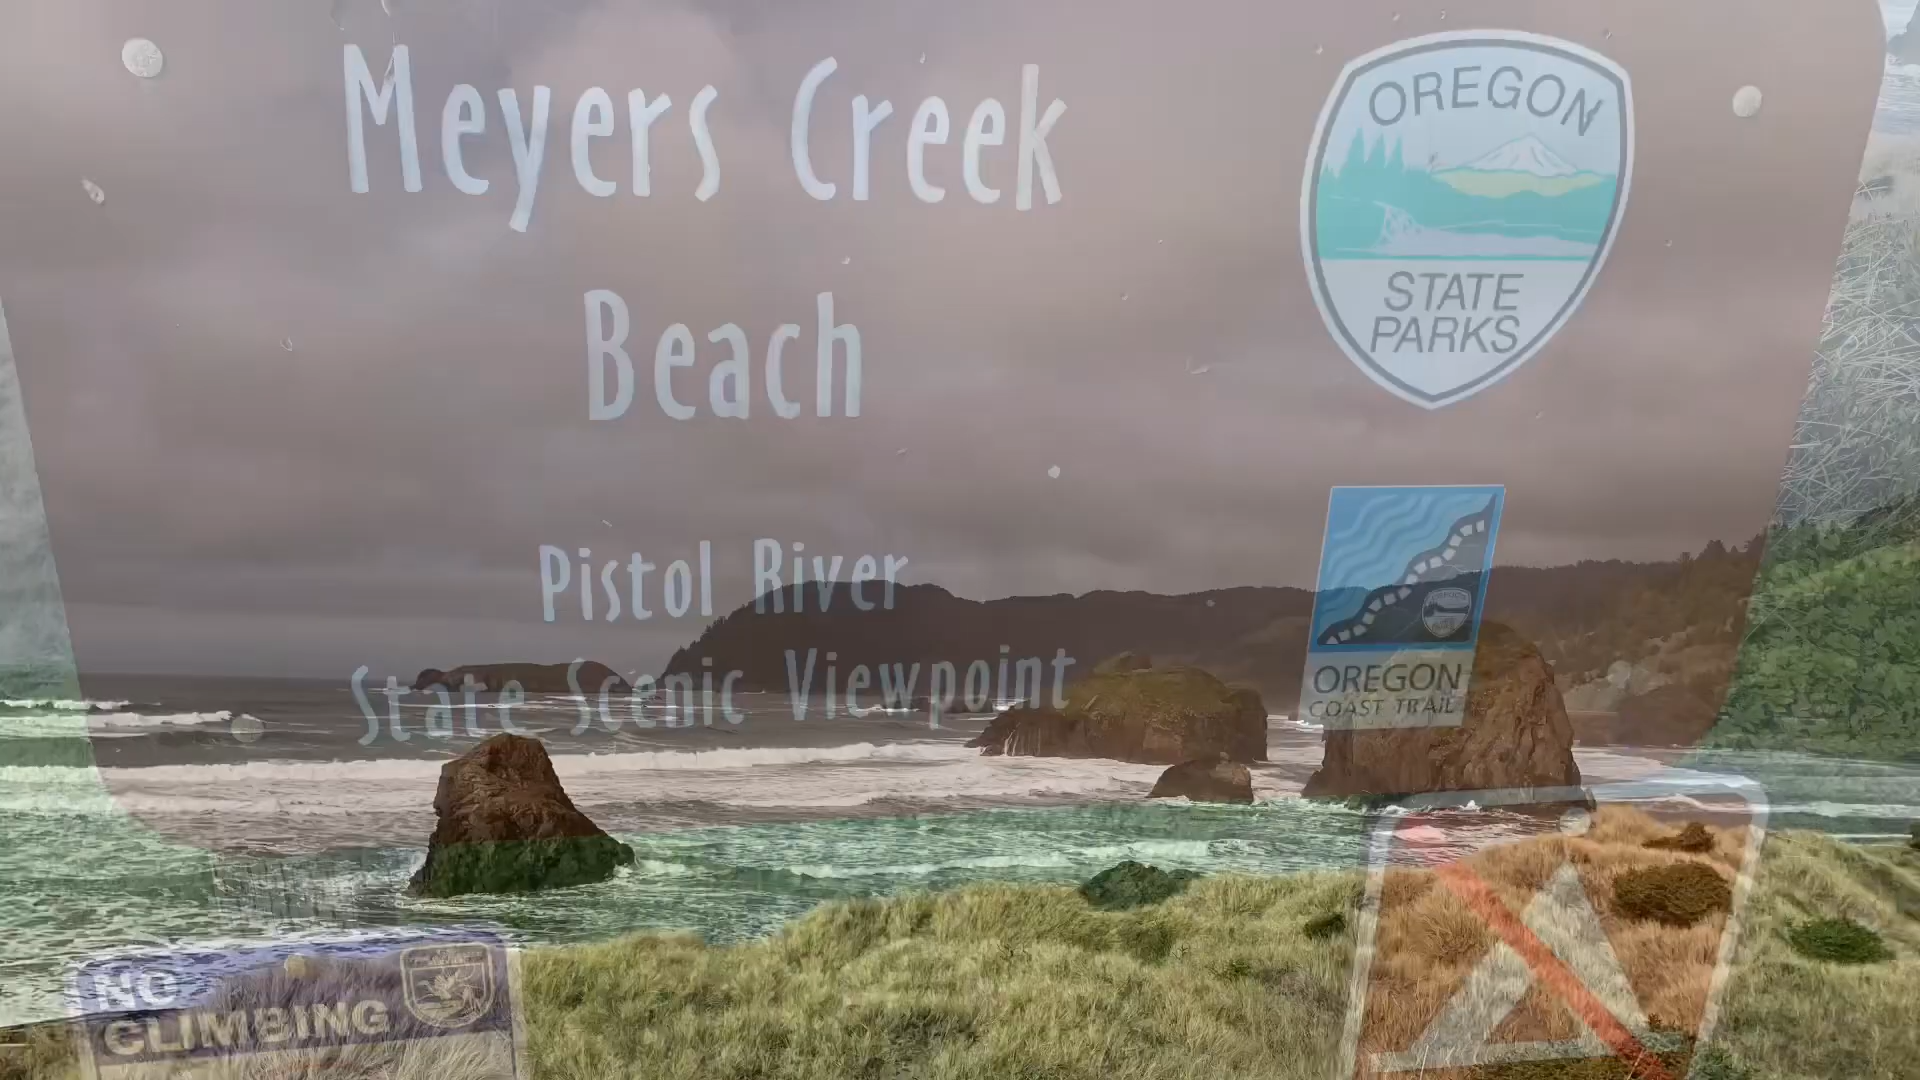 Meyers Creek
Beach
Pistol River
State Scenic Viewpoint
OREGON
STATE
PARKS
OREGON
COAST TRAIL
NO
CLIMBING